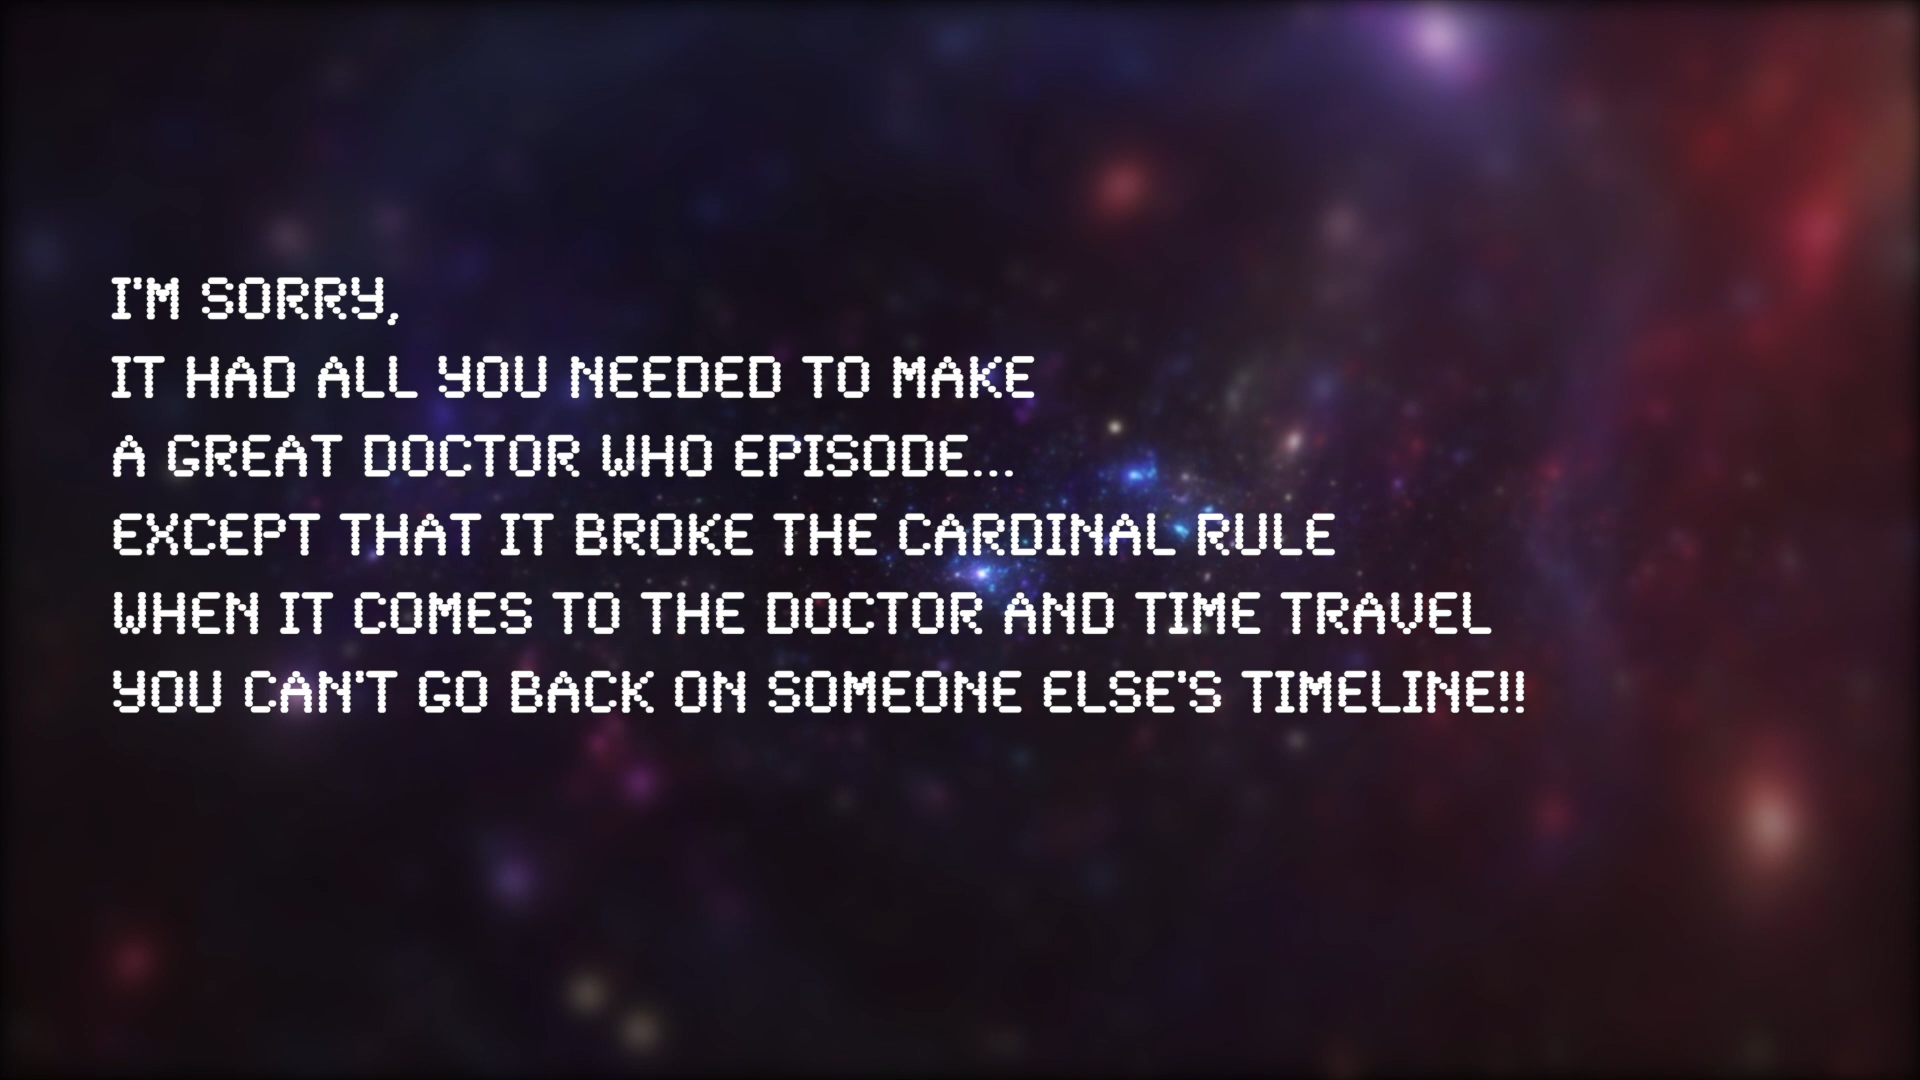 I'M SORRY,
IT HAD ALL YOU NEEDED TO MAKE
A GREAT DOCTOR WHO EPISODE...
EXCEPT THAT IT BROKE THE CARDINAL RULE
WHEN IT COMES TO THE DOCTOR AND TIME TRAVEL
YOU CAN'T GO BACK ON SOMEONE ELSE'S TIMELINE!!